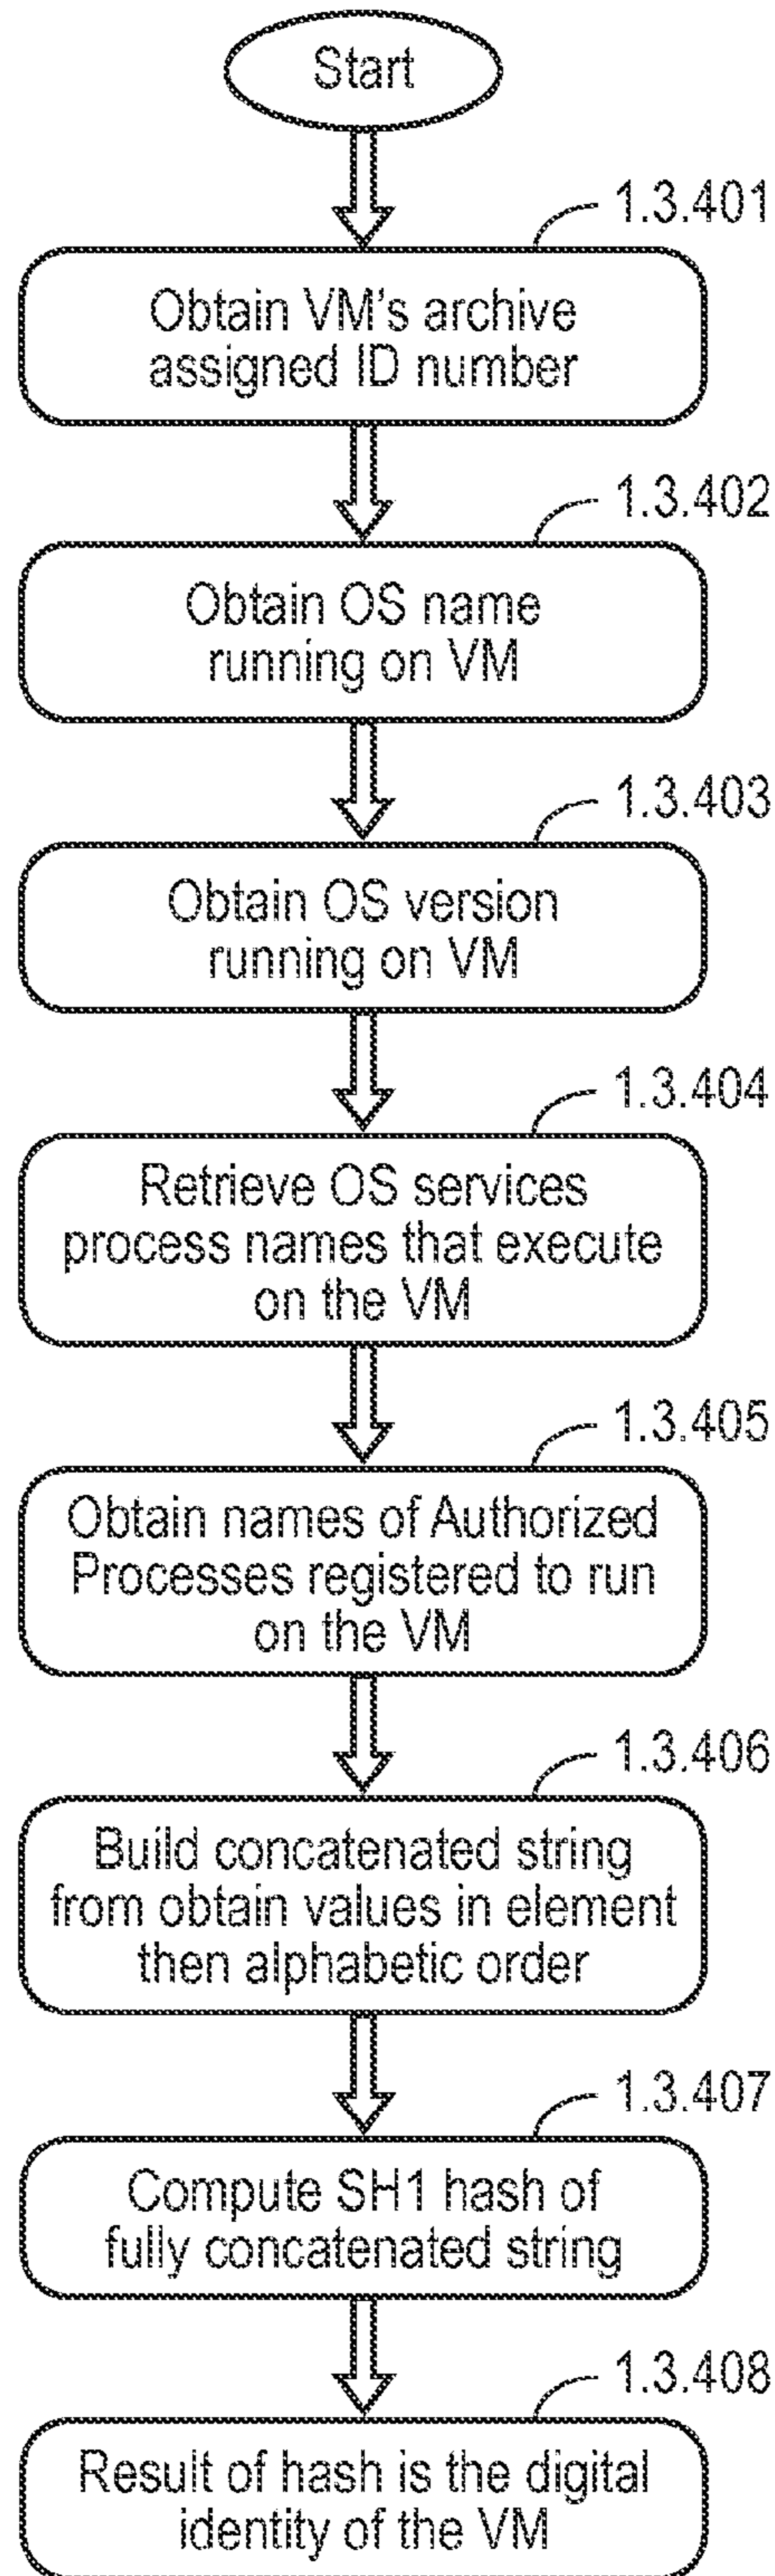 Start
1.3.401
Obtain VM's archive
assigned ID number
1.3.402
Obtain OS name
running on VM
1.3.403
Obtain OS version
running on VM
1.3.404
Retrieve OS services
process names that execute
on the VM
1.3.405
Obtain names of Authorized
Processes registered to run
on the VM
1.3.406
Build concatenated string
from obtain values in element
then alphabetic order
1.3.407
Compute SH1 hash of
fully concatenated string
1.3.408
Result of hash is the digital
identity of the VM